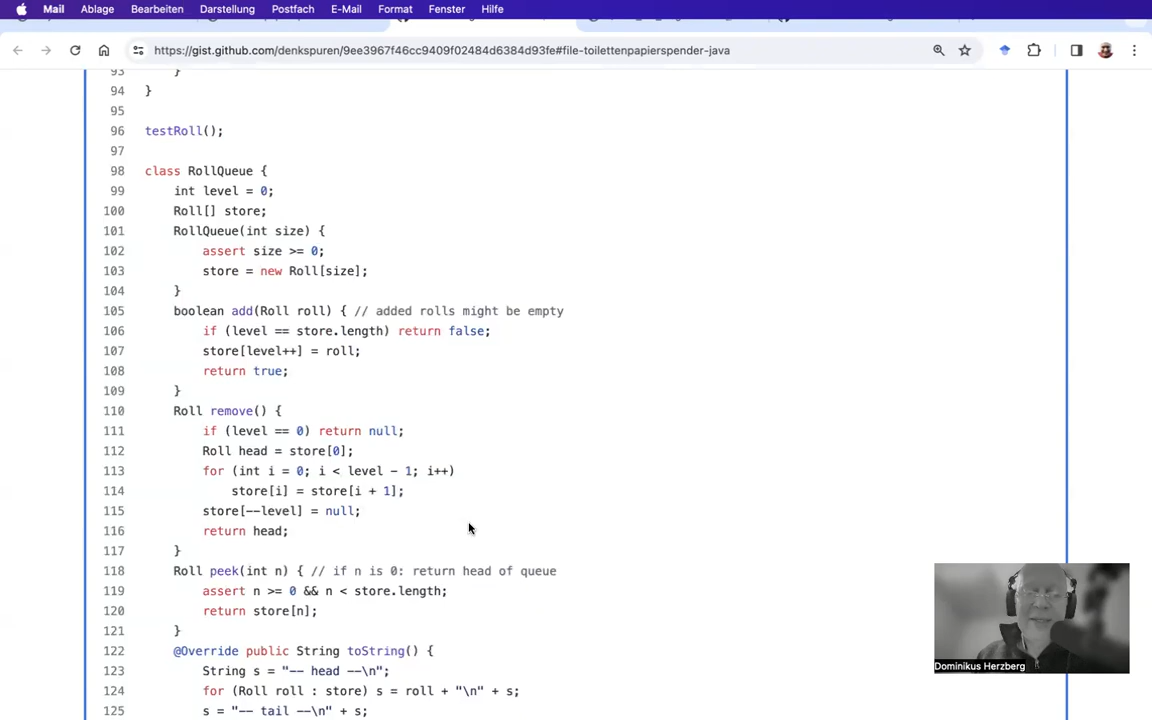 Mail Ablage Bearbeiten Darstellung Postfach E-Mail Format Fenster Hilfe
https://gist.github.com/denkspuren/9ee3967f46cc9409f02484d6384d93fe#file-toilettenpapierspender-java
93 }
94 }
95
96 testRoll();
97
98 class RollQueue {
99 int level = 0;
100 Roll[] store;
101 RollQueue(int size) {
102 assert size >= 0;
103 store = new Roll[size];
104 }
105 boolean add(Roll roll) { // added rolls might be empty
106 if (level == store.length) return false;
107 store[level++] = roll;
108 return true;
109 }
110 Roll remove() {
111 if (level == 0) return null;
112 Roll head = store[0];
113 for (int i = 0; i < level - 1; i++)
114 store[i] = store[i + 1];
115 store[--level] = null;
116 return head;
117 }
118 Roll peek(int n) { // if n is 0: return head of queue
119 assert n >= 0 && n < store.length;
120 return store[n];
121 }
122 @Override public String toString() {
123 String s = "-- head --\n";
124 for (Roll roll : store) s = roll + "\n" + s;
125 s = "-- tail --\n" + s;
Dominikus Herzberg